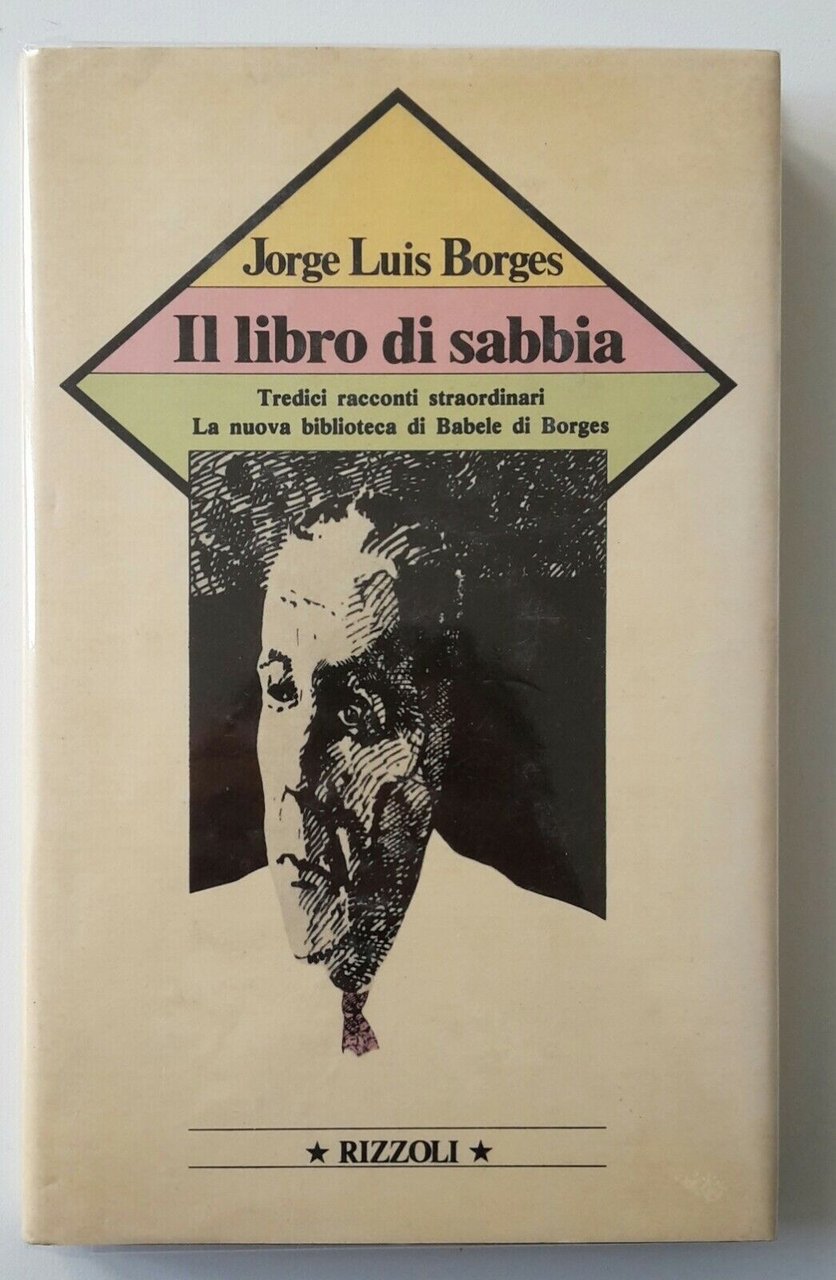 Jorge Luis Borges
Il libro di sabbia
Tredici racconti straordinari
La nuova biblioteca di Babele di Borges
★ RIZZOLI ★